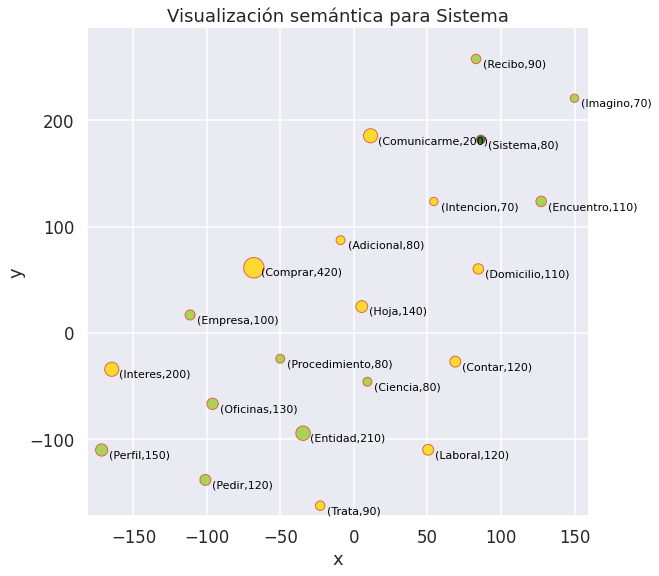 Visualización semántica para Sistema
(Recibo,90)
(Imagino,70)
(Comunicarme,200)
(Sistema,80)
(Intencion,70)
(Encuentro,110)
(Adicional,80)
(Comprar,420)
(Domicilio,110)
(Hoja,140)
(Empresa,100)
(Procedimiento,80)
(Contar,120)
(Interes,200)
(Ciencia,80)
(Oficinas,130)
(Entidad,210)
(Perfil,150)
(Laboral,120)
(Pedir,120)
(Trata,90)
200
100
0
−100
y
−150 −100 −50 0 50 100 150
x